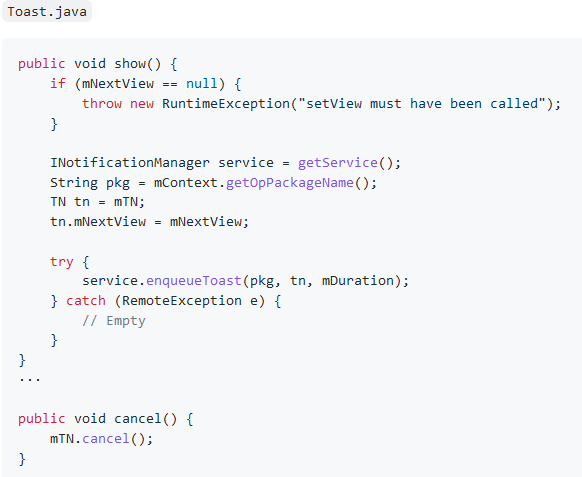 Toast.java
public void show() {
    if (mNextView == null) {
        throw new RuntimeException("setView must have been called");
    }

    INotificationManager service = getService();
    String pkg = mContext.getOpPackageName();
    TN tn = mTN;
    tn.mNextView = mNextView;

    try {
        service.enqueueToast(pkg, tn, mDuration);
    } catch (RemoteException e) {
        // Empty
    }
}
...

public void cancel() {
    mTN.cancel();
}